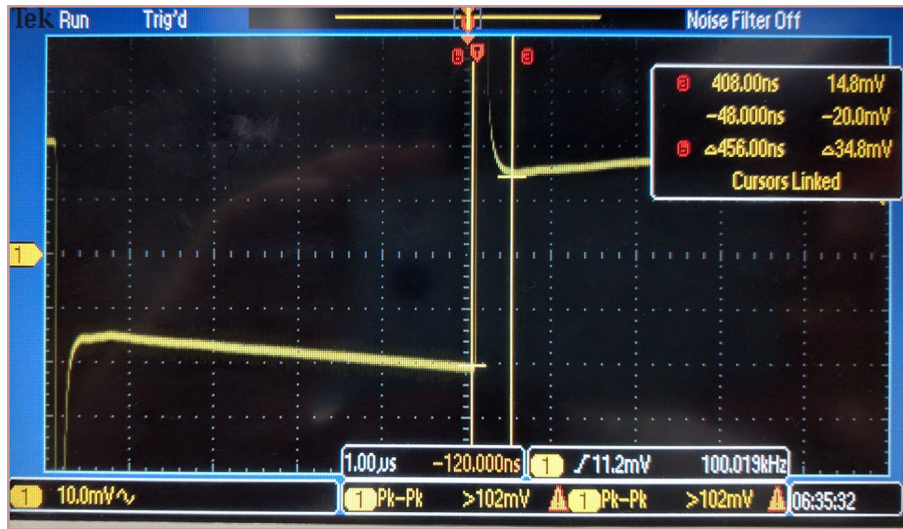 Tek Run Trig'd Noise Filter Off
b T a
a 408.00ns 14.8mV
-48.000ns -20.0mV
b △456.00ns △34.8mV
Cursors Linked
1
1.00µs -120.000ns 1 ∫11.2mV 100.019kHz
1 10.0mV∿ 1 Pk-Pk >102mV 1 Pk-Pk >102mV 06:35:32